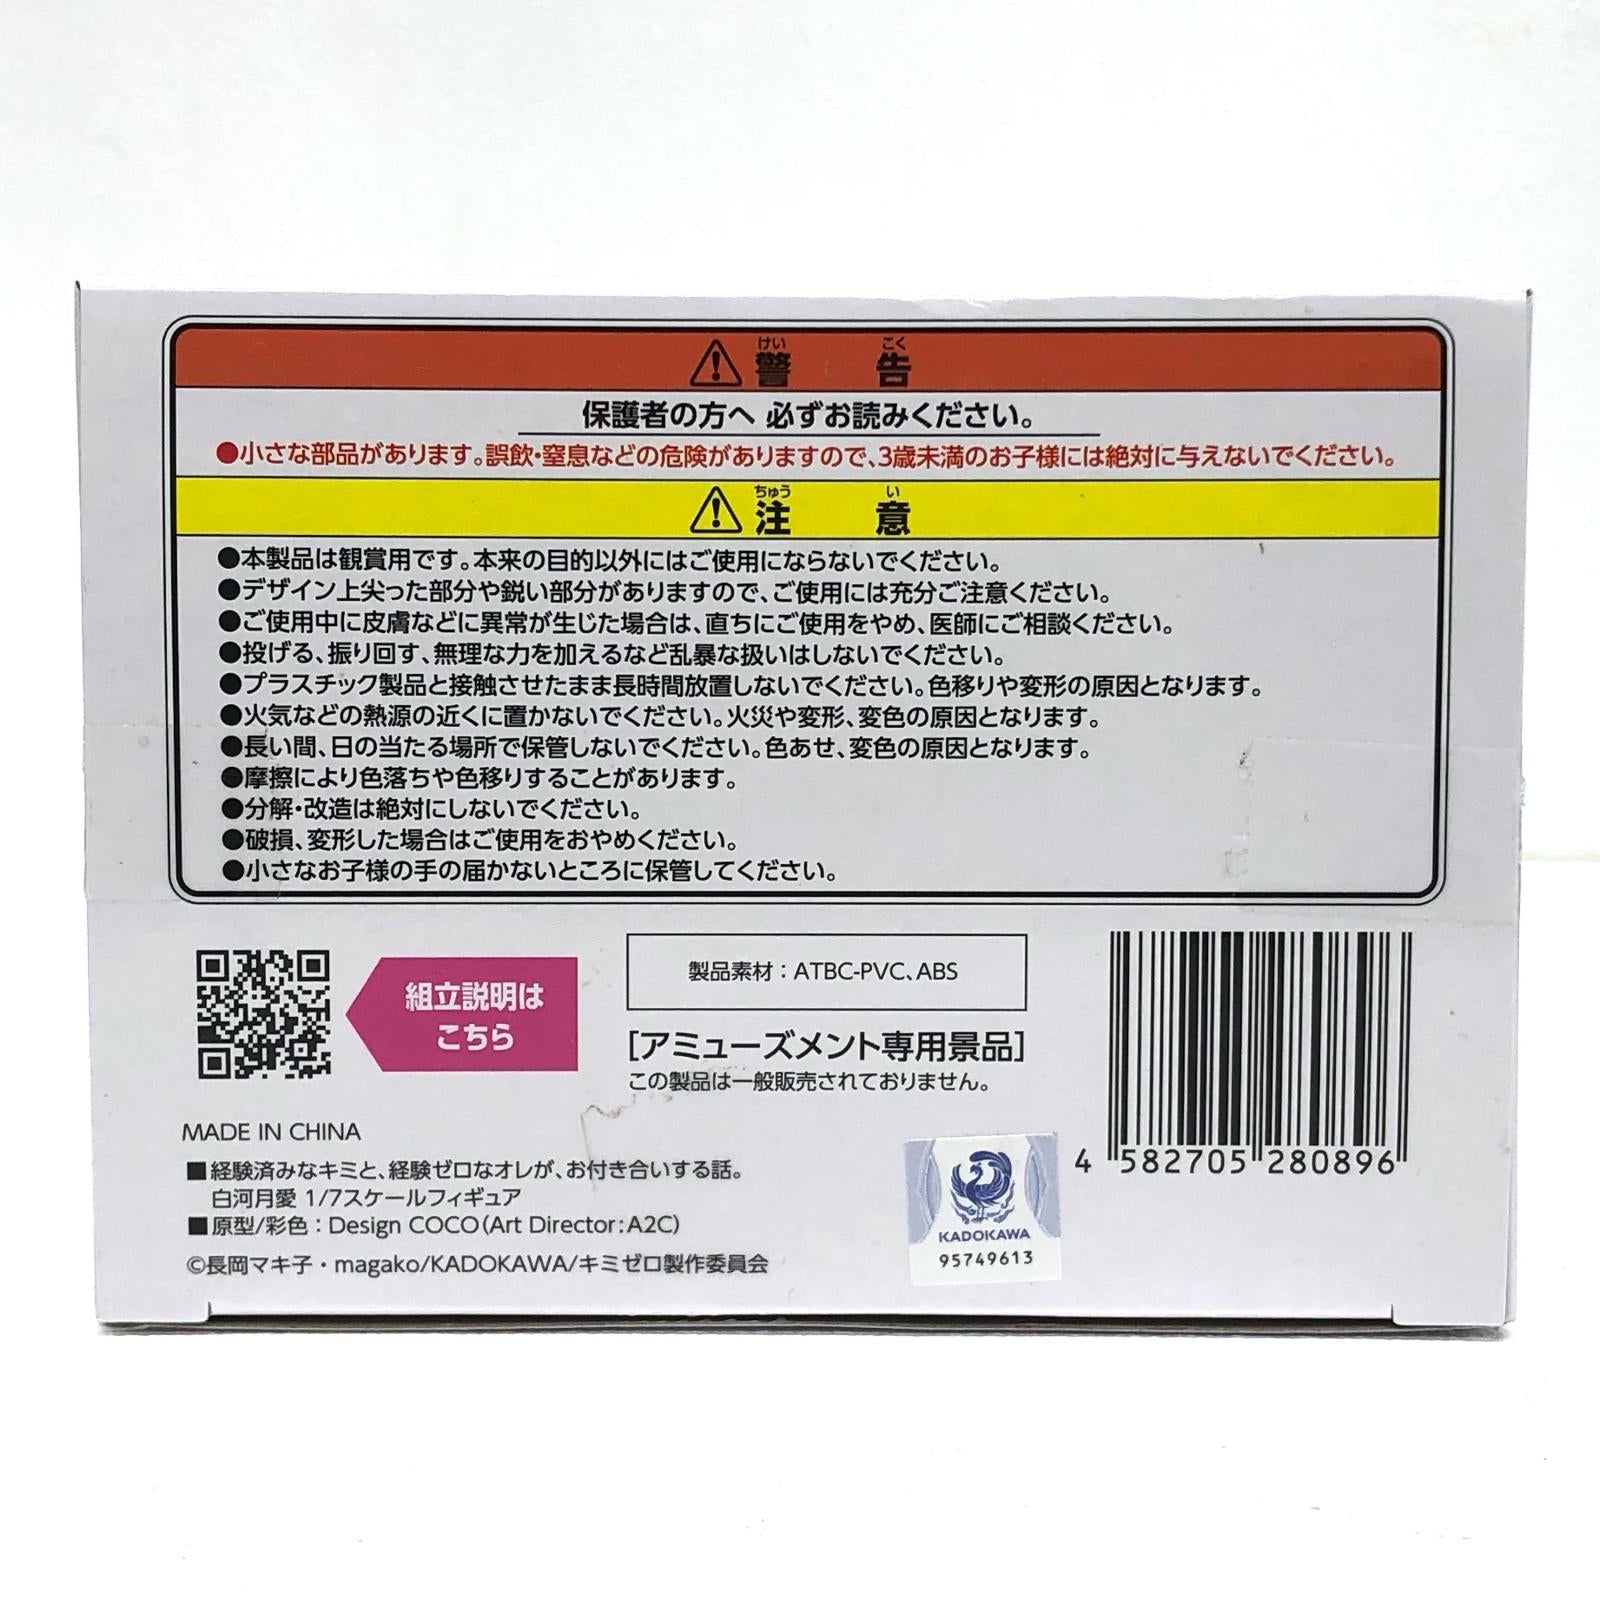 けい こく
警 告
保護者の方へ 必ずお読みください。
●小さな部品があります。誤飲・窒息などの危険がありますので、3歳未満のお子様には絶対に与えないでください。
ちゅう い
注 意
●本製品は観賞用です。本来の目的以外にはご使用にならないでください。
●デザイン上尖った部分や鋭い部分がありますので、ご使用には充分ご注意ください。
●ご使用中に皮膚などに異常が生じた場合は、直ちにご使用をやめ、医師にご相談ください。
●投げる、振り回す、無理な力を加えるなど乱暴な扱いはしないでください。
●プラスチック製品と接触させたまま長時間放置しないでください。色移りや変形の原因となります。
●火気などの熱源の近くに置かないでください。火災や変形、変色の原因となります。
●長い間、日の当たる場所で保管しないでください。色あせ、変色の原因となります。
●摩擦により色落ちや色移りすることがあります。
●分解・改造は絶対にしないでください。
●破損、変形した場合はご使用をおやめください。
●小さなお子様の手の届かないところに保管してください。
組立説明は
こちら
製品素材：ATBC-PVC、ABS
[アミューズメント専用景品]
この製品は一般販売されておりません。
MADE IN CHINA
■経験済みなキミと、経験ゼロなオレが、お付き合いする話。
白河月愛 1/7スケールフィギュア
■原型/彩色：Design COCO(Art Director:A2C)
©長岡マキ子・magako/KADOKAWA/キミゼロ製作委員会
KADOKAWA
95749613
4 582705 280896